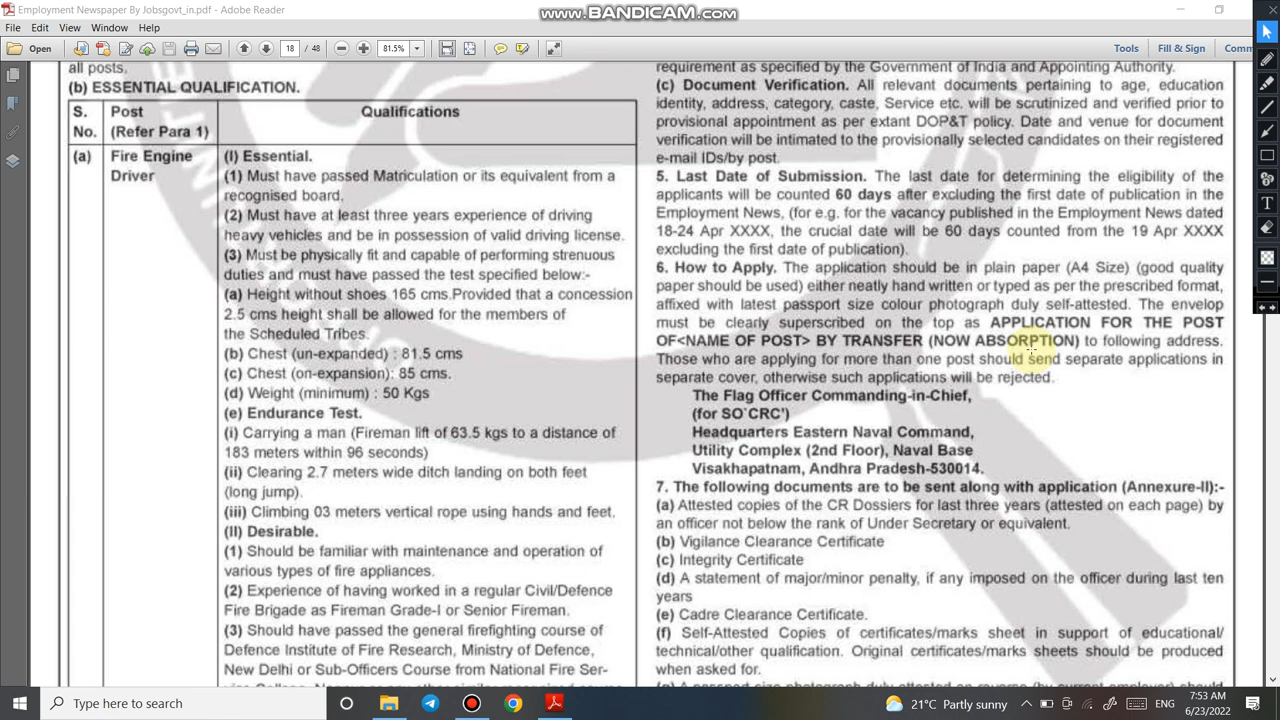 Employment Newspaper By Jobsgovt_in.pdf - Adobe Reader
www.BANDICAM.com
File Edit View Window Help
Open
18 / 48
81.5%
Tools
Fill & Sign
Comm
all posts.
(b) ESSENTIAL QUALIFICATION.
S. No.
Post (Refer Para 1)
Qualifications
(a)
Fire Engine
Driver
(I) Essential.
(1) Must have passed Matriculation or its equivalent from a
recognised board.
(2) Must have at least three years experience of driving
heavy vehicles and be in possession of valid driving license.
(3) Must be physically fit and capable of performing strenuous
duties and must have passed the test specified below:-
(a) Height without shoes 165 cms.Provided that a concession
2.5 cms height shall be allowed for the members of
the Scheduled Tribes.
(b) Chest (un-expanded) : 81.5 cms
(c) Chest (on-expansion): 85 cms.
(d) Weight (minimum) : 50 Kgs
(e) Endurance Test.
(i) Carrying a man (Fireman lift of 63.5 kgs to a distance of
183 meters within 96 seconds)
(ii) Clearing 2.7 meters wide ditch landing on both feet
(long jump).
(iii) Climbing 03 meters vertical rope using hands and feet.
(II) Desirable.
(1) Should be familiar with maintenance and operation of
various types of fire appliances.
(2) Experience of having worked in a regular Civil/Defence
Fire Brigade as Fireman Grade-I or Senior Fireman.
(3) Should have passed the general firefighting course of
Defence Institute of Fire Research, Ministry of Defence,
New Delhi or Sub-Officers Course from National Fire Ser-
requirement as specified by the Government of India and Appointing Authority.
(c) Document Verification. All relevant documents pertaining to age, education
identity, address, category, caste, Service etc. will be scrutinized and verified prior to
provisional appointment as per extant DOP&T policy. Date and venue for document
verification will be intimated to the provisionally selected candidates on their registered
e-mail IDs/by post.
5. Last Date of Submission. The last date for determining the eligibility of the
applicants will be counted 60 days after excluding the first date of publication in the
Employment News, (for e.g. for the vacancy published in the Employment News dated
18-24 Apr XXXX, the crucial date will be 60 days counted from the 19 Apr XXXX
excluding the first date of publication).
6. How to Apply. The application should be in plain paper (A4 Size) (good quality
paper should be used) either neatly hand written or typed as per the prescribed format,
affixed with latest passport size colour photograph duly self-attested. The envelop
must be clearly superscribed on the top as APPLICATION FOR THE POST
OF<NAME OF POST> BY TRANSFER (NOW ABSORPTION) to following address.
Those who are applying for more than one post should send separate applications in
separate cover, otherwise such applications will be rejected.
The Flag Officer Commanding-in-Chief,
(for SO`CRC')
Headquarters Eastern Naval Command,
Utility Complex (2nd Floor), Naval Base
Visakhapatnam, Andhra Pradesh-530014.
7. The following documents are to be sent along with application (Annexure-II):-
(a) Attested copies of the CR Dossiers for last three years (attested on each page) by
an officer not below the rank of Under Secretary or equivalent.
(b) Vigilance Clearance Certificate
(c) Integrity Certificate
(d) A statement of major/minor penalty, if any imposed on the officer during last ten
years
(e) Cadre Clearance Certificate.
(f) Self-Attested Copies of certificates/marks sheet in support of educational/
technical/other qualification. Original certificates/marks sheets should be produced
when asked for.
Type here to search
21°C Partly sunny
ENG
7:53 AM
6/23/2022